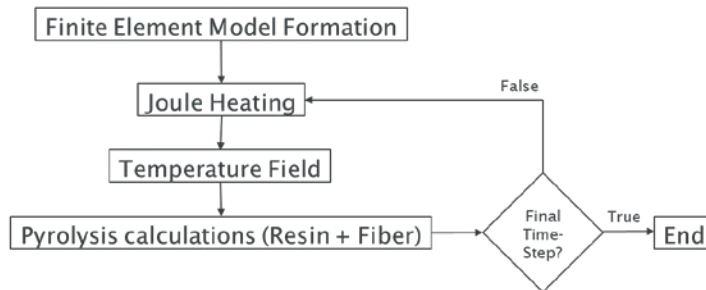 Finite Element Model Formation
False
Joule Heating
Temperature Field
Pyrolysis calculations (Resin + Fiber)
Final
Time-
Step?
True
End